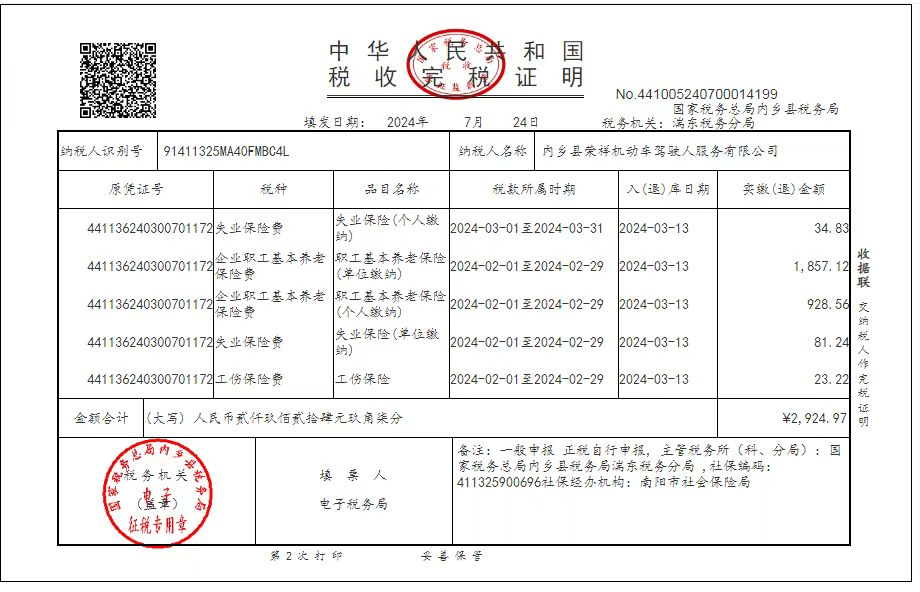 中华人民共和国
税收完税证明
No.441005240700014199
填发日期： 2024年 7月 24日
国家税务总局内乡县税务局
税务机关：湍东税务分局
纳税人识别号 91411325MA40FMBC4L 纳税人名称 内乡县荣祥机动车驾驶人服务有限公司
原凭证号 税种 品目名称 税款所属时期 入(退)库日期 实缴(退)金额
441136240300701172 失业保险费 失业保险(个人缴纳) 2024-03-01至2024-03-31 2024-03-13 34.83
441136240300701172 企业职工基本养老保险费 职工基本养老保险(单位缴纳) 2024-02-01至2024-02-29 2024-03-13 1,857.12
441136240300701172 企业职工基本养老保险费 职工基本养老保险(个人缴纳) 2024-02-01至2024-02-29 2024-03-13 928.56
441136240300701172 失业保险费 失业保险(单位缴纳) 2024-02-01至2024-02-29 2024-03-13 81.24
441136240300701172 工伤保险费 工伤保险 2024-02-01至2024-02-29 2024-03-13 23.22
金额合计 (大写) 人民币贰仟玖佰贰拾肆元玖角柒分 ¥2,924.97
税务机关
(盖章)
国家税务总局内乡县税务局
电子
征税专用章
填 票 人
电子税务局
备注：一般申报 正税自行申报, 主管税务所（科、分局）：国
家税务总局内乡县税务局湍东税务分局 ,社保编码：
411325900696社保经办机构：南阳市社会保险局
收据联 交纳税人作完税证明
第2次打印 妥善保管